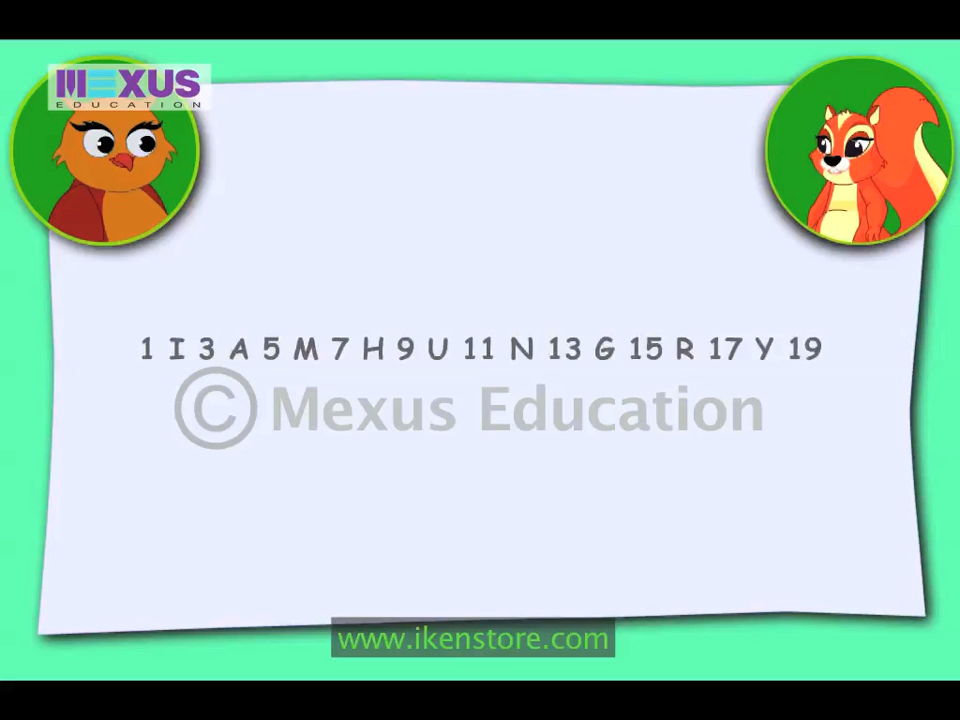 MEXUS
EDUCATION
1 I 3 A 5 M 7 H 9 U 11 N 13 G 15 R 17 Y 19
© Mexus Education
www.ikenstore.com